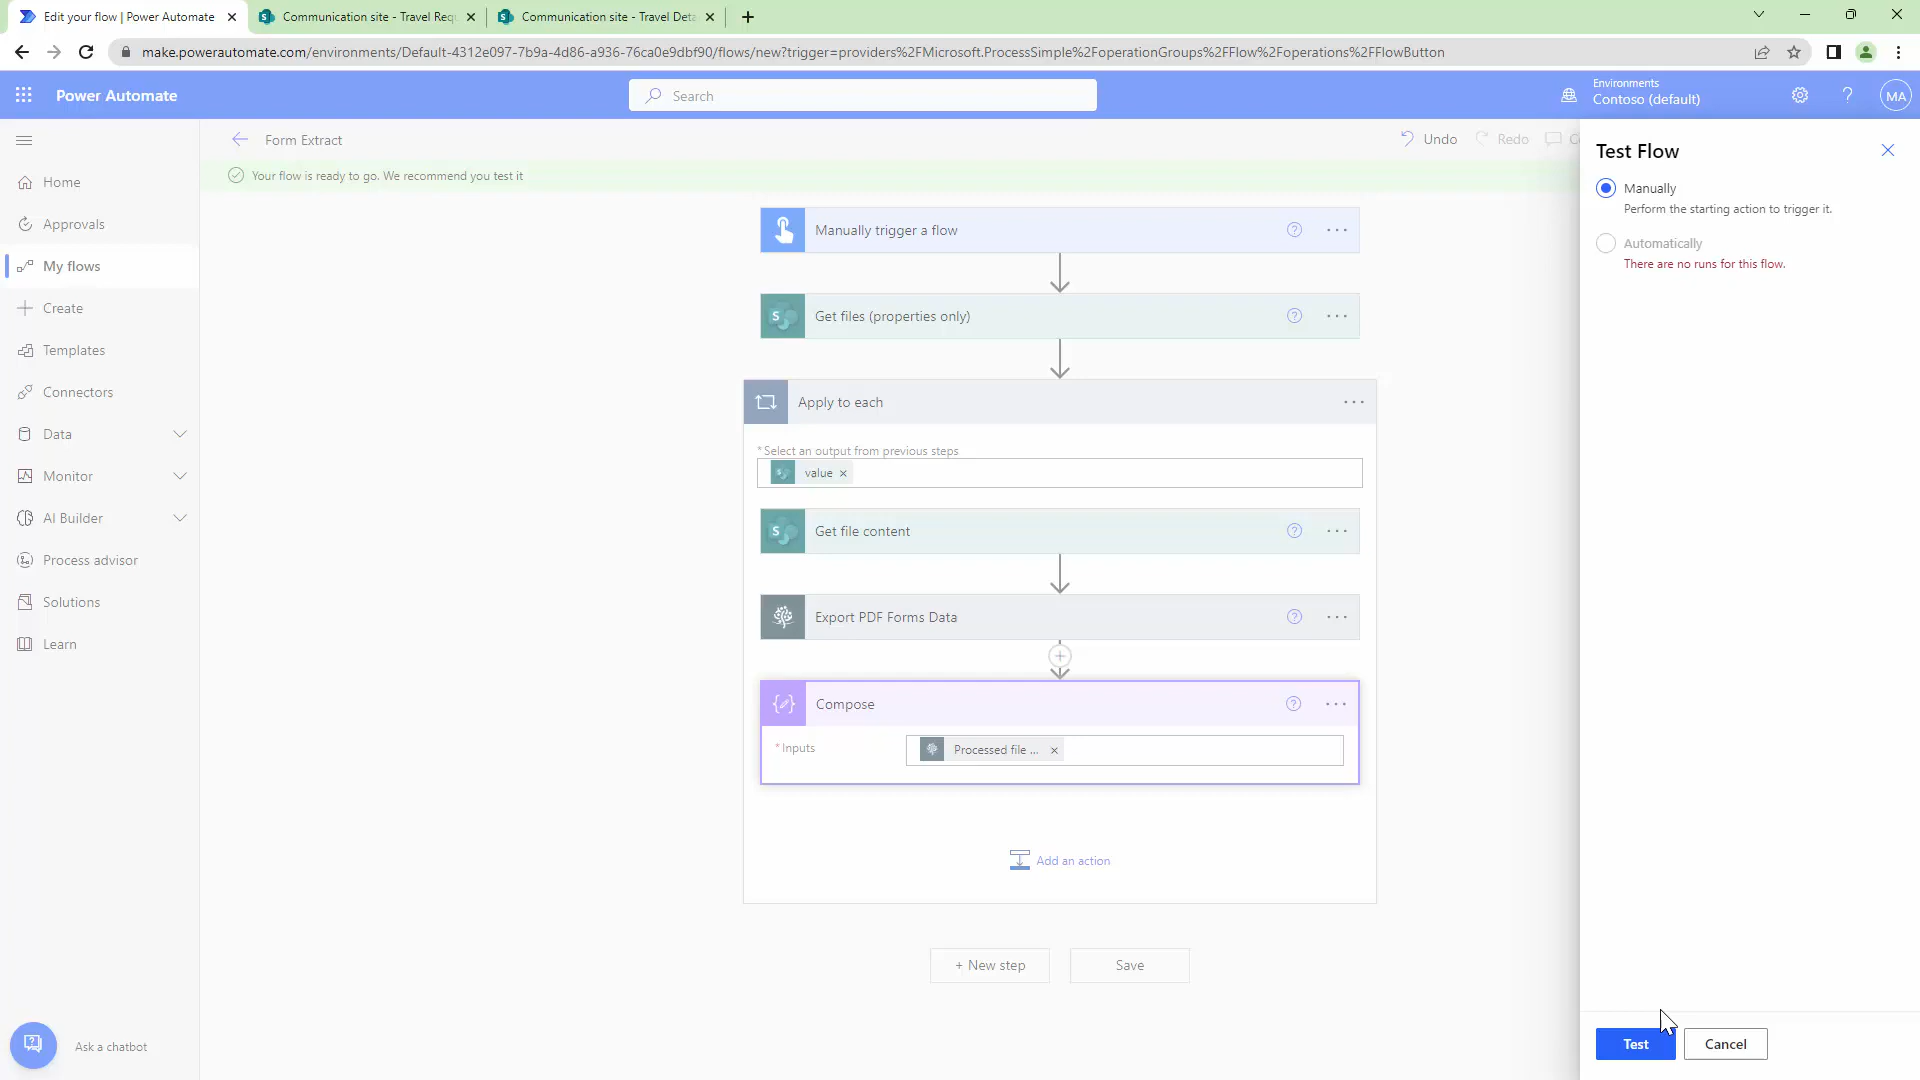 Edit your flow | Power Automate
Communication site - Travel Requ
Communication site - Travel Deta
make.powerautomate.com/environments/Default-4312e097-7b9a-4d86-a936-76ca0e9dbf90/flows/new?trigger=providers%2FMicrosoft.ProcessSimple%2FoperationGroups%2FFlow%2Foperations%2FFlowButton
Power Automate
Search
Environments
Contoso (default)
?
MA
Form Extract
Undo
Redo
Your flow is ready to go. We recommend you test it
Home
Approvals
My flows
Create
Templates
Connectors
Data
Monitor
AI Builder
Process advisor
Solutions
Learn
Ask a chatbot
Manually trigger a flow
Get files (properties only)
Apply to each
*Select an output from previous steps
value
Get file content
Export PDF Forms Data
Compose
*Inputs
Processed file ...
Add an action
+ New step
Save
Test Flow
Manually
Perform the starting action to trigger it.
Automatically
There are no runs for this flow.
Test
Cancel